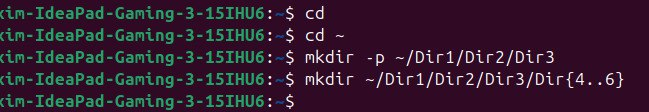 xim-IdeaPad-Gaming-3-15IHU6:~$ cd
xim-IdeaPad-Gaming-3-15IHU6:~$ cd ~
xim-IdeaPad-Gaming-3-15IHU6:~$ mkdir -p ~/Dir1/Dir2/Dir3
xim-IdeaPad-Gaming-3-15IHU6:~$ mkdir ~/Dir1/Dir2/Dir3/Dir{4..6}
xim-IdeaPad-Gaming-3-15IHU6:~$